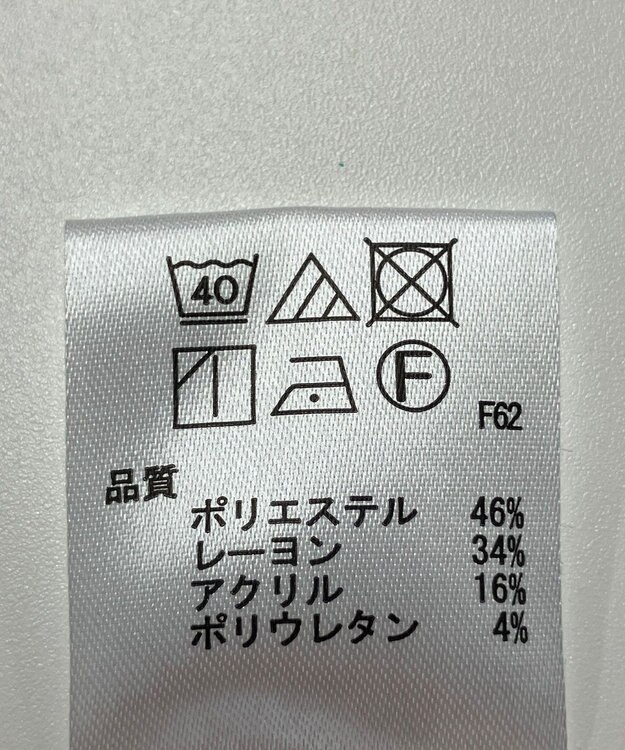 40
F
F62
品質
ポリエステル 46%
レーヨン 34%
アクリル 16%
ポリウレタン 4%